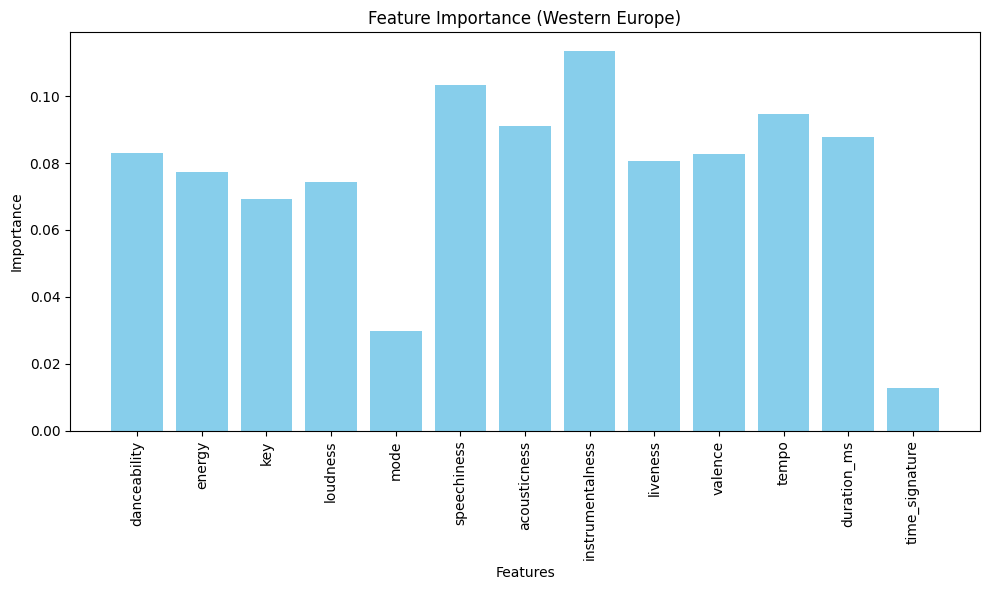 Feature Importance (Western Europe)
Importance
0.10
0.08
0.06
0.04
0.02
0.00
danceability
energy
key
loudness
mode
speechiness
acousticness
instrumentalness
liveness
valence
tempo
duration_ms
time_signature
Features